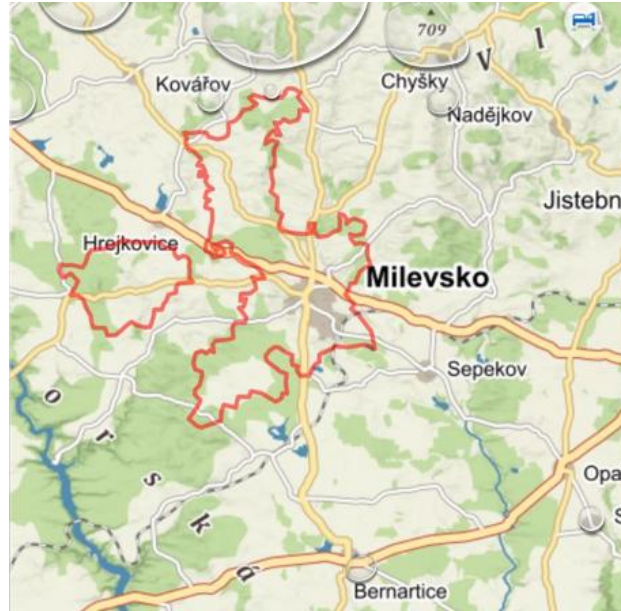 709
Kovářov
Chyšky
V l
Nadějkov
Jistebn
Hrejkovice
Milevsko
Sepekov
o r s k á
Opa
S
Bernartice